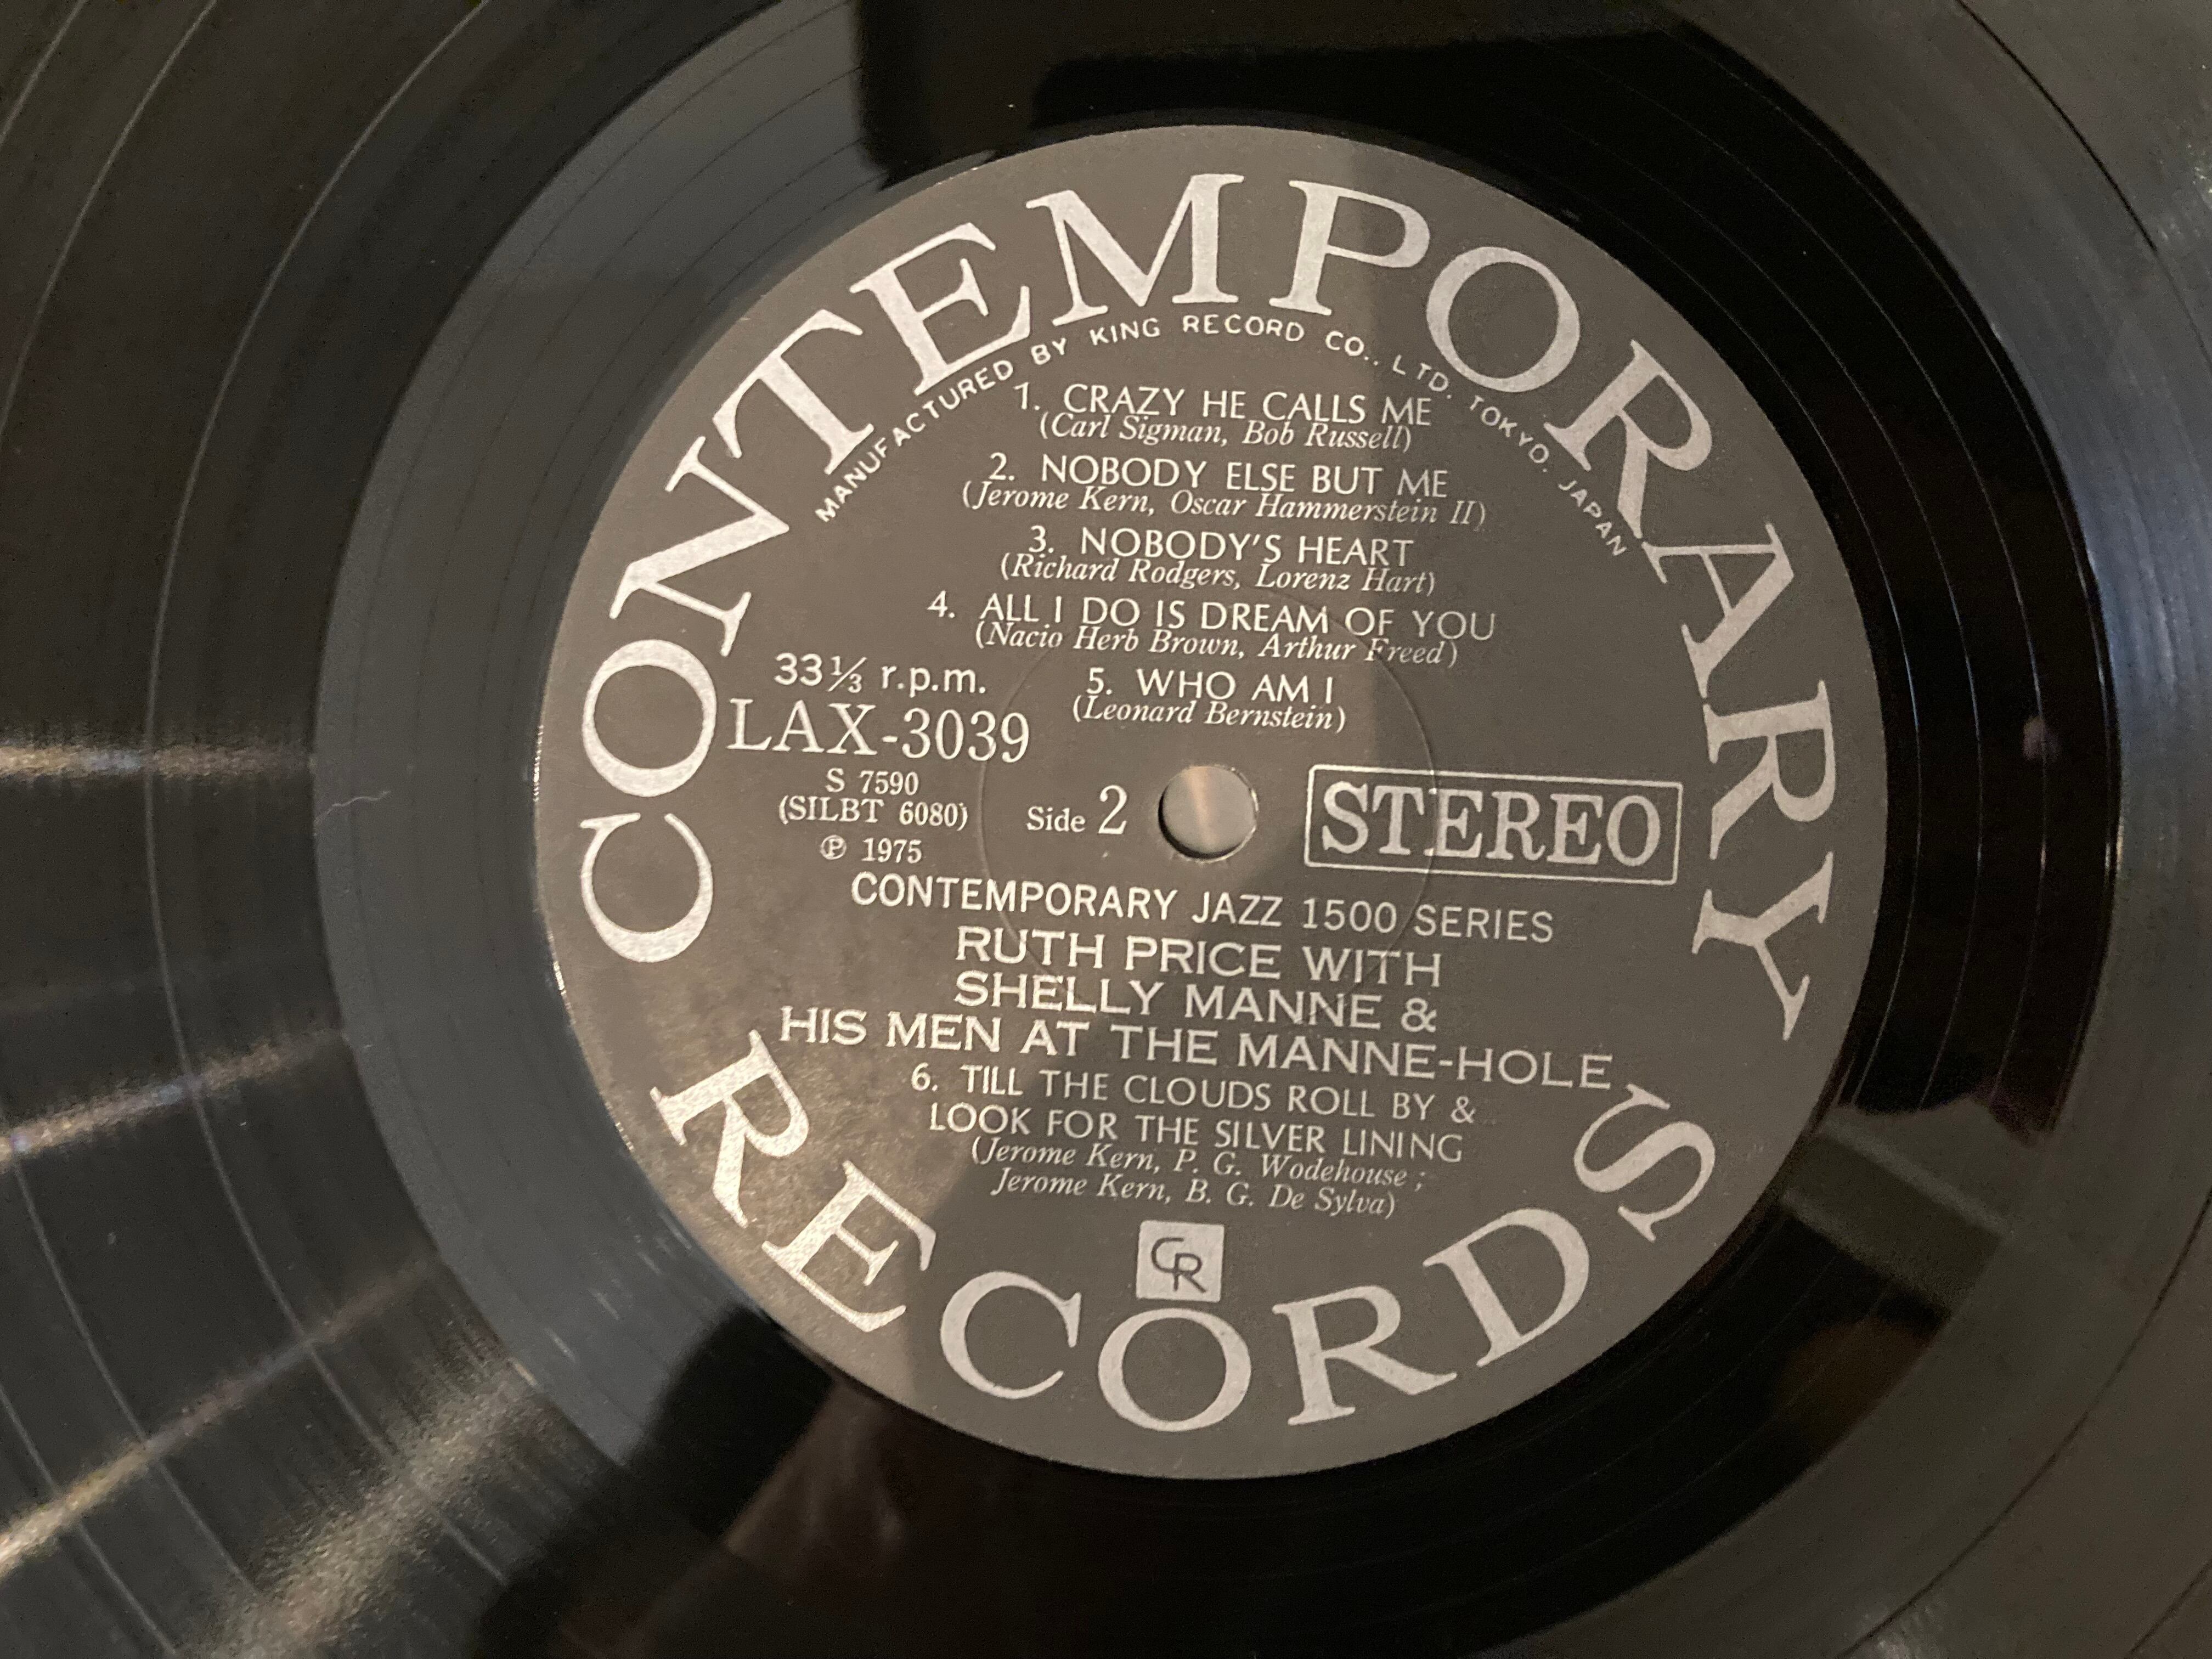 CONTEMPORARY
MANUFACTURED BY KING RECORD CO., LTD. TOKYO. JAPAN
1. CRAZY HE CALLS ME
(Carl Sigman, Bob Russell)
2. NOBODY ELSE BUT ME
(Jerome Kern, Oscar Hammerstein II)
3. NOBODY'S HEART
(Richard Rodgers, Lorenz Hart)
4. ALL I DO IS DREAM OF YOU
(Nacio Herb Brown, Arthur Freed)
5. WHO AM I
(Leonard Bernstein)
33⅓ r.p.m.
LAX-3039
S 7590
(SILBT 6080)
℗ 1975
Side 2
STEREO
CONTEMPORARY JAZZ 1500 SERIES
RUTH PRICE WITH
SHELLY MANNE &
HIS MEN AT THE MANNE-HOLE
6. TILL THE CLOUDS ROLL BY &
LOOK FOR THE SILVER LINING
(Jerome Kern, P. G. Wodehouse ;
Jerome Kern, B. G. De Sylva)
CR
RECORDS